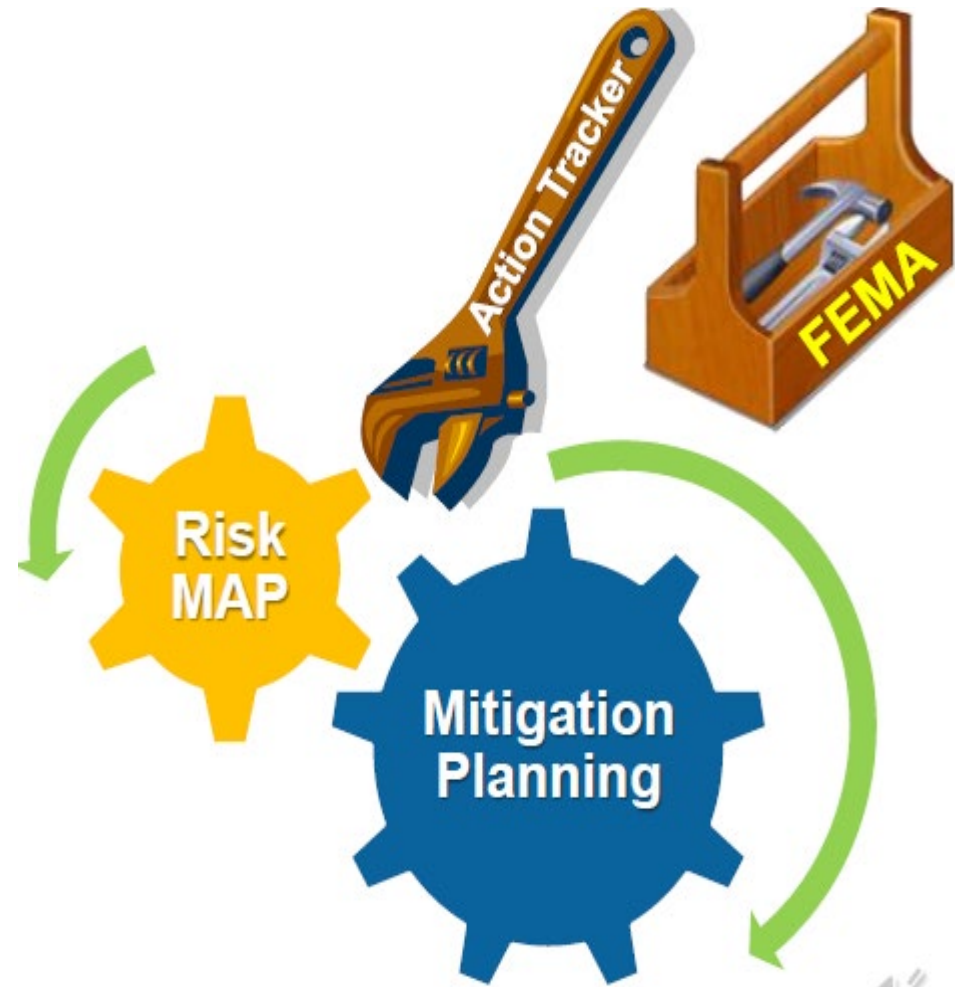 Action Tracker
FEMA
Risk
MAP
Mitigation
Planning